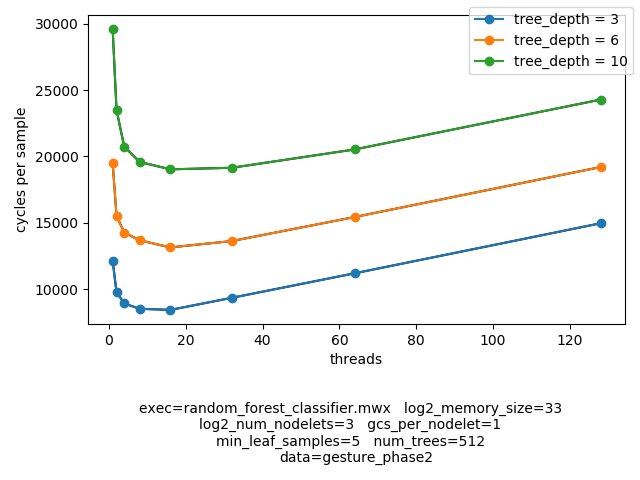 tree_depth = 3
tree_depth = 6
tree_depth = 10
30000
25000
20000
15000
10000
cycles per sample
0 20 40 60 80 100 120
threads
exec=random_forest_classifier.mwx log2_memory_size=33
log2_num_nodelets=3 gcs_per_nodelet=1
min_leaf_samples=5 num_trees=512
data=gesture_phase2